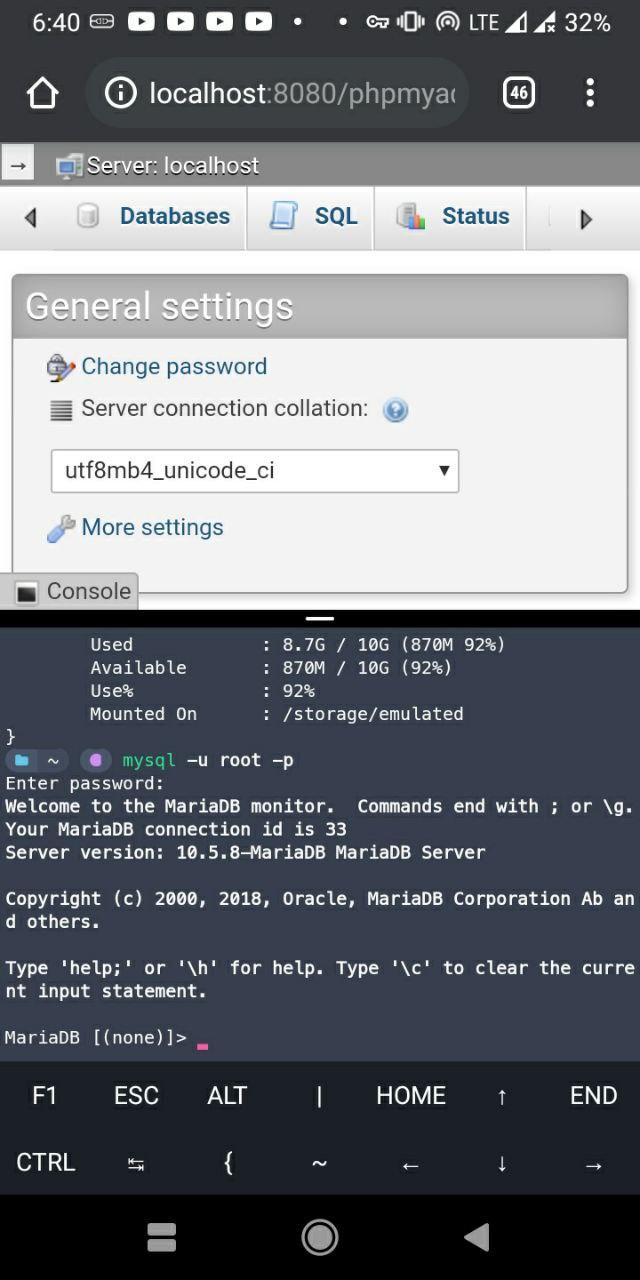 6:40 LTE 32%
localhost:8080/phpmyad 46
→ Server: localhost
Databases SQL Status
General settings
Change password
Server connection collation:
utf8mb4_unicode_ci
More settings
Console
Used : 8.7G / 10G (870M 92%)
Available : 870M / 10G (92%)
Use% : 92%
Mounted On : /storage/emulated
}
~ mysql -u root -p
Enter password:
Welcome to the MariaDB monitor.  Commands end with ; or \g.
Your MariaDB connection id is 33
Server version: 10.5.8-MariaDB MariaDB Server
Copyright (c) 2000, 2018, Oracle, MariaDB Corporation Ab an
d others.
Type 'help;' or '\h' for help. Type '\c' to clear the curre
nt input statement.
MariaDB [(none)]>
F1 ESC ALT | HOME ↑ END
CTRL ↹ { ~ ← ↓ →